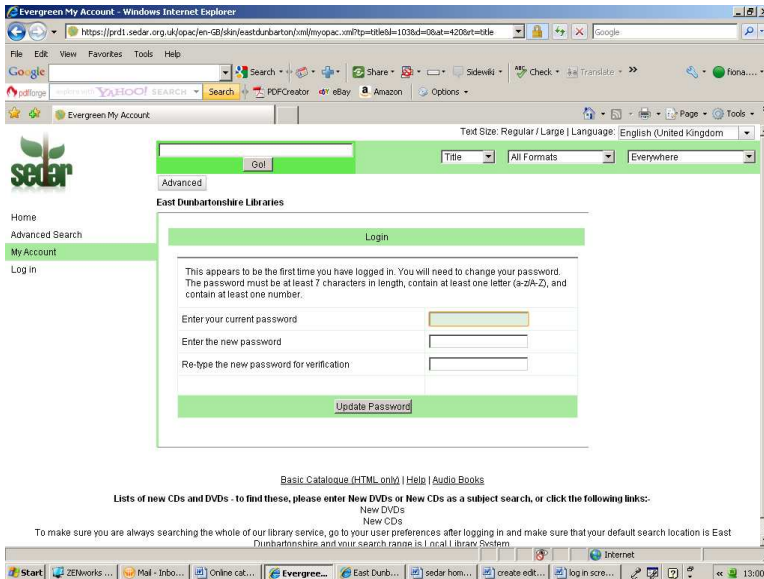 Evergreen My Account - Windows Internet Explorer
https://prd1.sedar.org.uk/opac/en-GB/skin/eastdunbarton/xml/myopac.xml?tp=title&l=103&d=0&at=420&rt=title
Google
File Edit View Favorites Tools Help
Google Search Share Sidewiki Check Translate fiona....
pdfforge YAHOO! SEARCH Search PDFCreator eBay Amazon Options
Evergreen My Account Page Tools
Text Size: Regular / Large | Language: English (United Kingdom
sedar
Go! Title All Formats Everywhere
Advanced
East Dunbartonshire Libraries
Home
Advanced Search
My Account
Log in
Login
This appears to be the first time you have logged in. You will need to change your password.
The password must be at least 7 characters in length, contain at least one letter (a-z/A-Z), and
contain at least one number.
Enter your current password
Enter the new password
Re-type the new password for verification
Update Password
Basic Catalogue (HTML only) | Help | Audio Books
Lists of new CDs and DVDs - to find these, please enter New DVDs or New CDs as a subject search, or click the following links:-
New DVDs
New CDs
To make sure you are always searching the whole of our library service, go to your user preferences after logging in and make sure that your default search location is East
Dunbartonshire and your search range is Local Library System
Internet
Start ZENworks ... Mail - Inbo... Online cat... Evergree... East Dunb... sedar hom... create edit... log in scre... 13:00